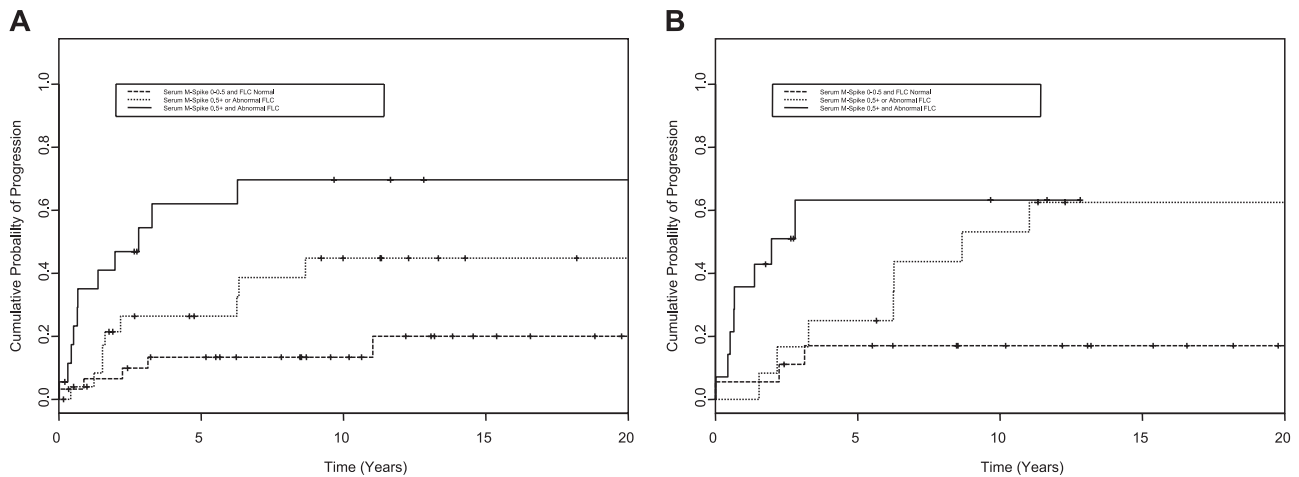 A
Cumulative Probability of Progression
1.0
0.8
0.6
0.4
0.2
0.0
Serum M-Spike 0-0.5 and FLC Normal
Serum M-Spike 0.5+ or Abnormal FLC
Serum M-Spike 0.5+ and Abnormal FLC
0 5 10 15 20
Time (Years)
B
Cumulative Probability of Progression
1.0
0.8
0.6
0.4
0.2
0.0
Serum M-Spike 0-0.5 and FLC Normal
Serum M-Spike 0.5+ or Abnormal FLC
Serum M-Spike 0.5+ and Abnormal FLC
0 5 10 15 20
Time (Years)